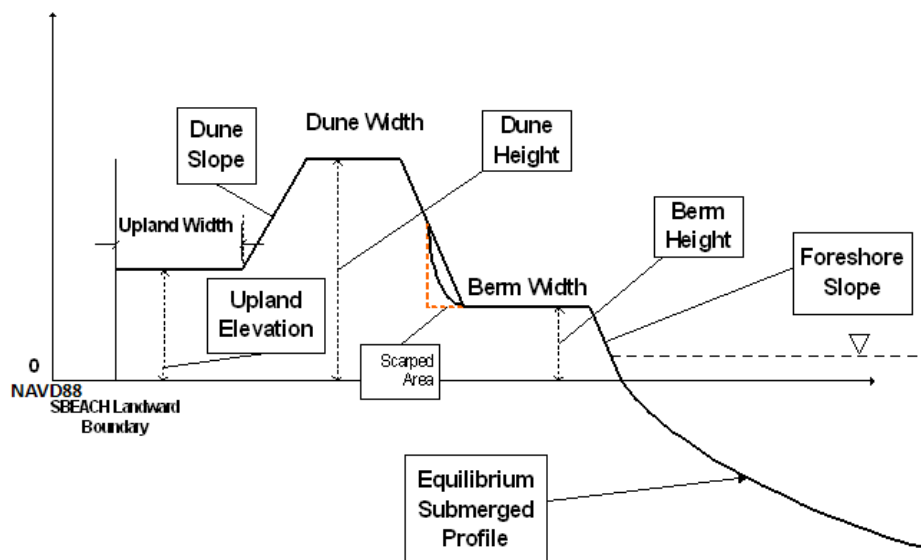 Dune
Slope
Dune Width
Dune
Height
Upland Width
Berm
Height
Foreshore
Slope
Upland
Elevation
Berm Width
Scarped
Area
0
NAVD88
SBEACH Landward
Boundary
Equilibrium
Submerged
Profile